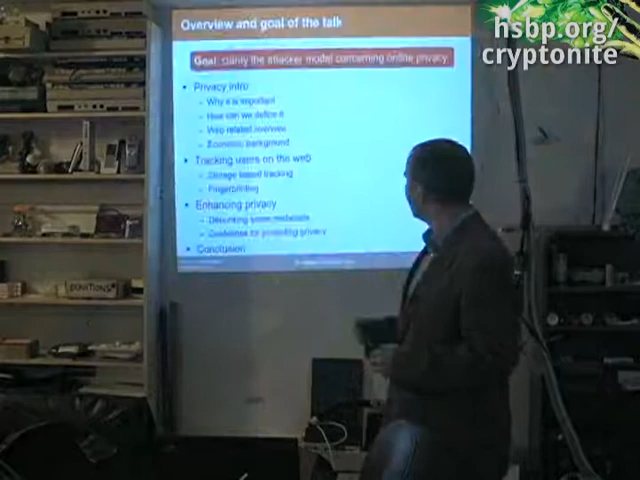 Overview and goal of the talk
hsbp.org/
cryptonite
Goal: clarify the attacker model concerning online privacy
• Privacy intro
– Why it is important
– How can we define it
– Web related overview
– Economic background
• Tracking users on the web
– Storage based tracking
– Fingerprinting
• Enhancing privacy
– Debunking some
– Guidelines for protecting privacy
• Conclusion